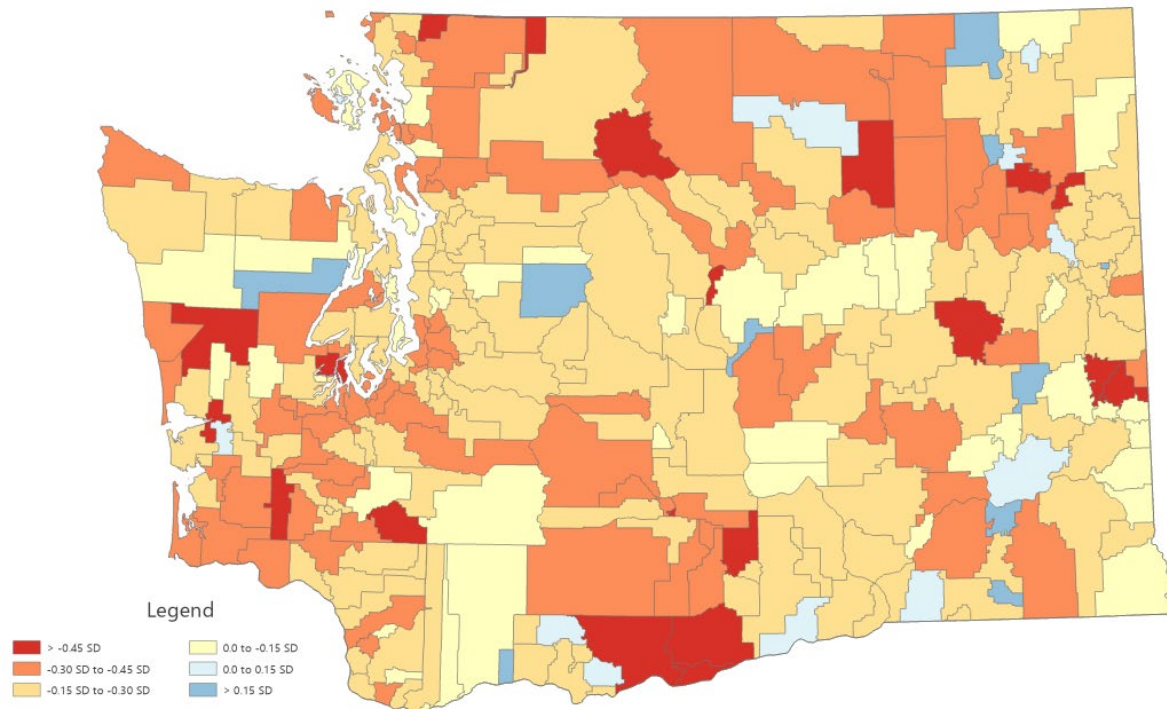 Legend
> -0.45 SD
-0.30 SD to -0.45 SD
-0.15 SD to -0.30 SD
0.0 to -0.15 SD
0.0 to 0.15 SD
> 0.15 SD